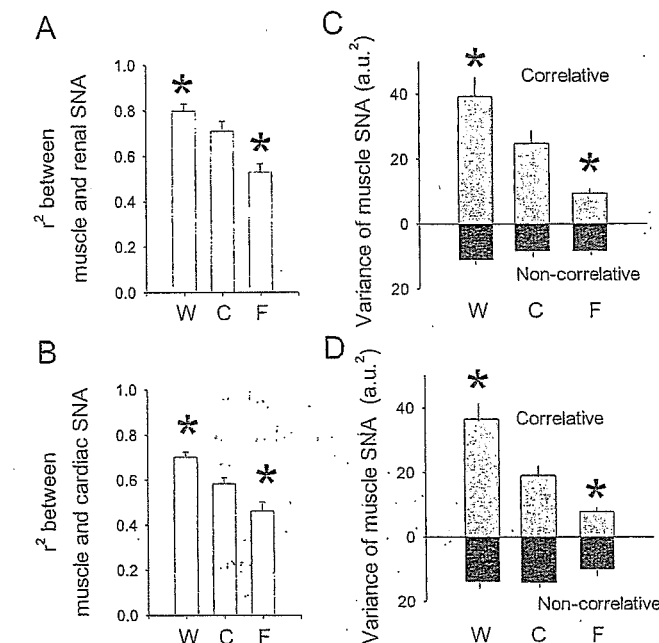 A
r² between
muscle and renal SNA
1.0
0.8
0.6
0.4
0.2
0.0
*
*
W C F
B
r² between
muscle and cardiac SNA
1.0
0.8
0.6
0.4
0.2
0.0
*
*
W C F
C
Variance of muscle SNA (a.u.²)
40
20
0
20
*
Correlative
*
Non-correlative
W C F
D
Variance of muscle SNA (a.u.²)
40
20
0
20
*
Correlative
*
Non-correlative
W C F